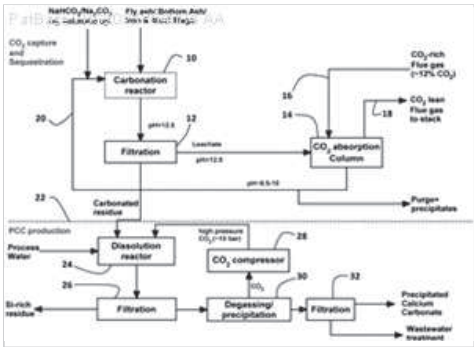 NaHCO3/Na2CO3
Fly ash/ Bottom Ash/
CO2 capture
and
Sequestration
10
Carbonation
reactor
CO2-rich
Flue gas
(~12% CO2)
16
CO2 lean
Flue gas
to stack
18
20
pH>12.5
12
14
Filtration
Leachate
pH>12.5
CO2 absorption
Column
pH~9.5-10
22
Carbonated
residue
Purge+
precipitates
PCC production
Process
Water
Dissolution
reactor
high pressure
CO2 (~10 bar)
28
CO2 compressor
24
26
CO2
30
32
Si-rich
residue
Filtration
Degassing/
precipitation
Filtration
Precipitated
Calcium
Carbonate
Wastewater
treatment